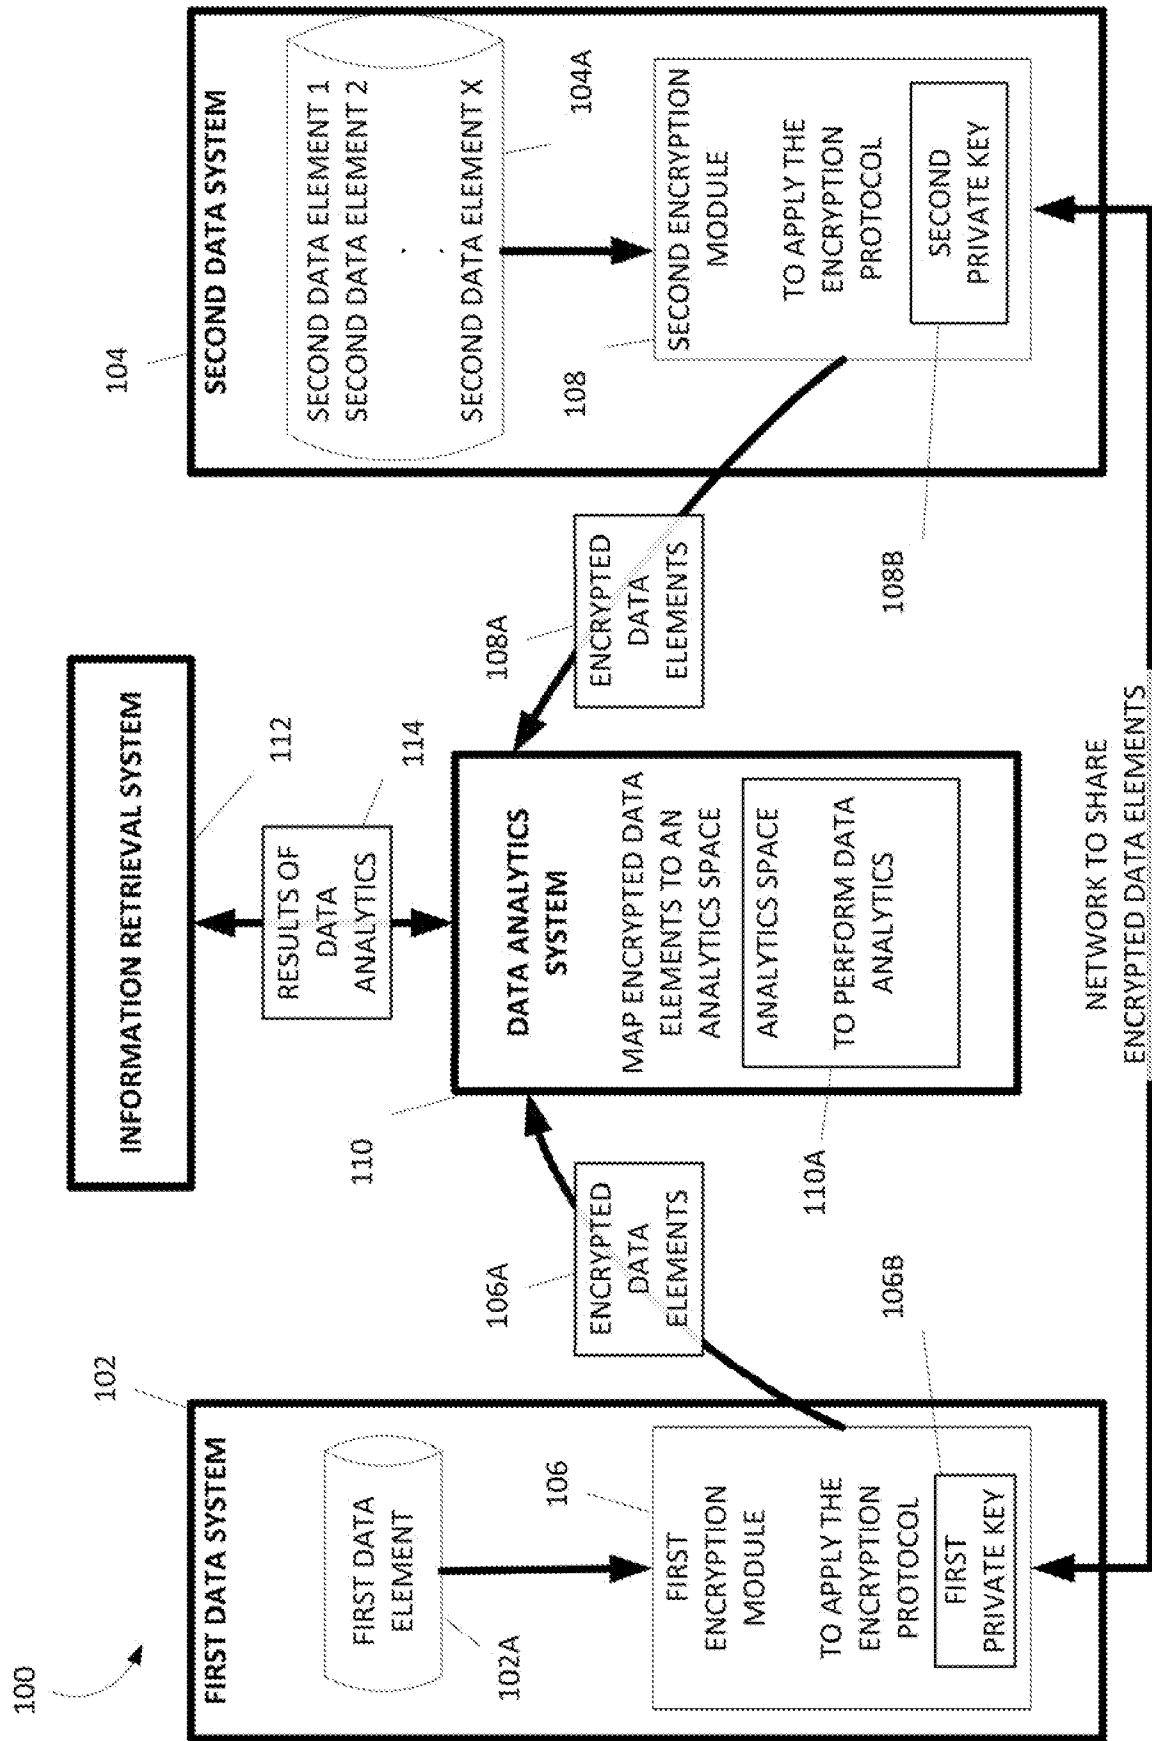 100
102
FIRST DATA SYSTEM
FIRST DATA
ELEMENT
102A
106
FIRST
ENCRYPTION
MODULE
TO APPLY THE
ENCRYPTION
PROTOCOL
FIRST
PRIVATE KEY
106B
106A
ENCRYPTED
DATA
ELEMENTS
INFORMATION RETRIEVAL SYSTEM
112
RESULTS OF
DATA
ANALYTICS
114
110
DATA ANALYTICS
SYSTEM
MAP ENCRYPTED DATA
ELEMENTS TO AN
ANALYTICS SPACE
ANALYTICS SPACE
TO PERFORM DATA
ANALYTICS
110A
108A
ENCRYPTED
DATA
ELEMENTS
104
SECOND DATA SYSTEM
SECOND DATA ELEMENT 1
SECOND DATA ELEMENT 2
.
.
SECOND DATA ELEMENT X
104A
108
SECOND ENCRYPTION
MODULE
TO APPLY THE
ENCRYPTION
PROTOCOL
SECOND
PRIVATE KEY
108B
NETWORK TO SHARE
ENCRYPTED DATA ELEMENTS